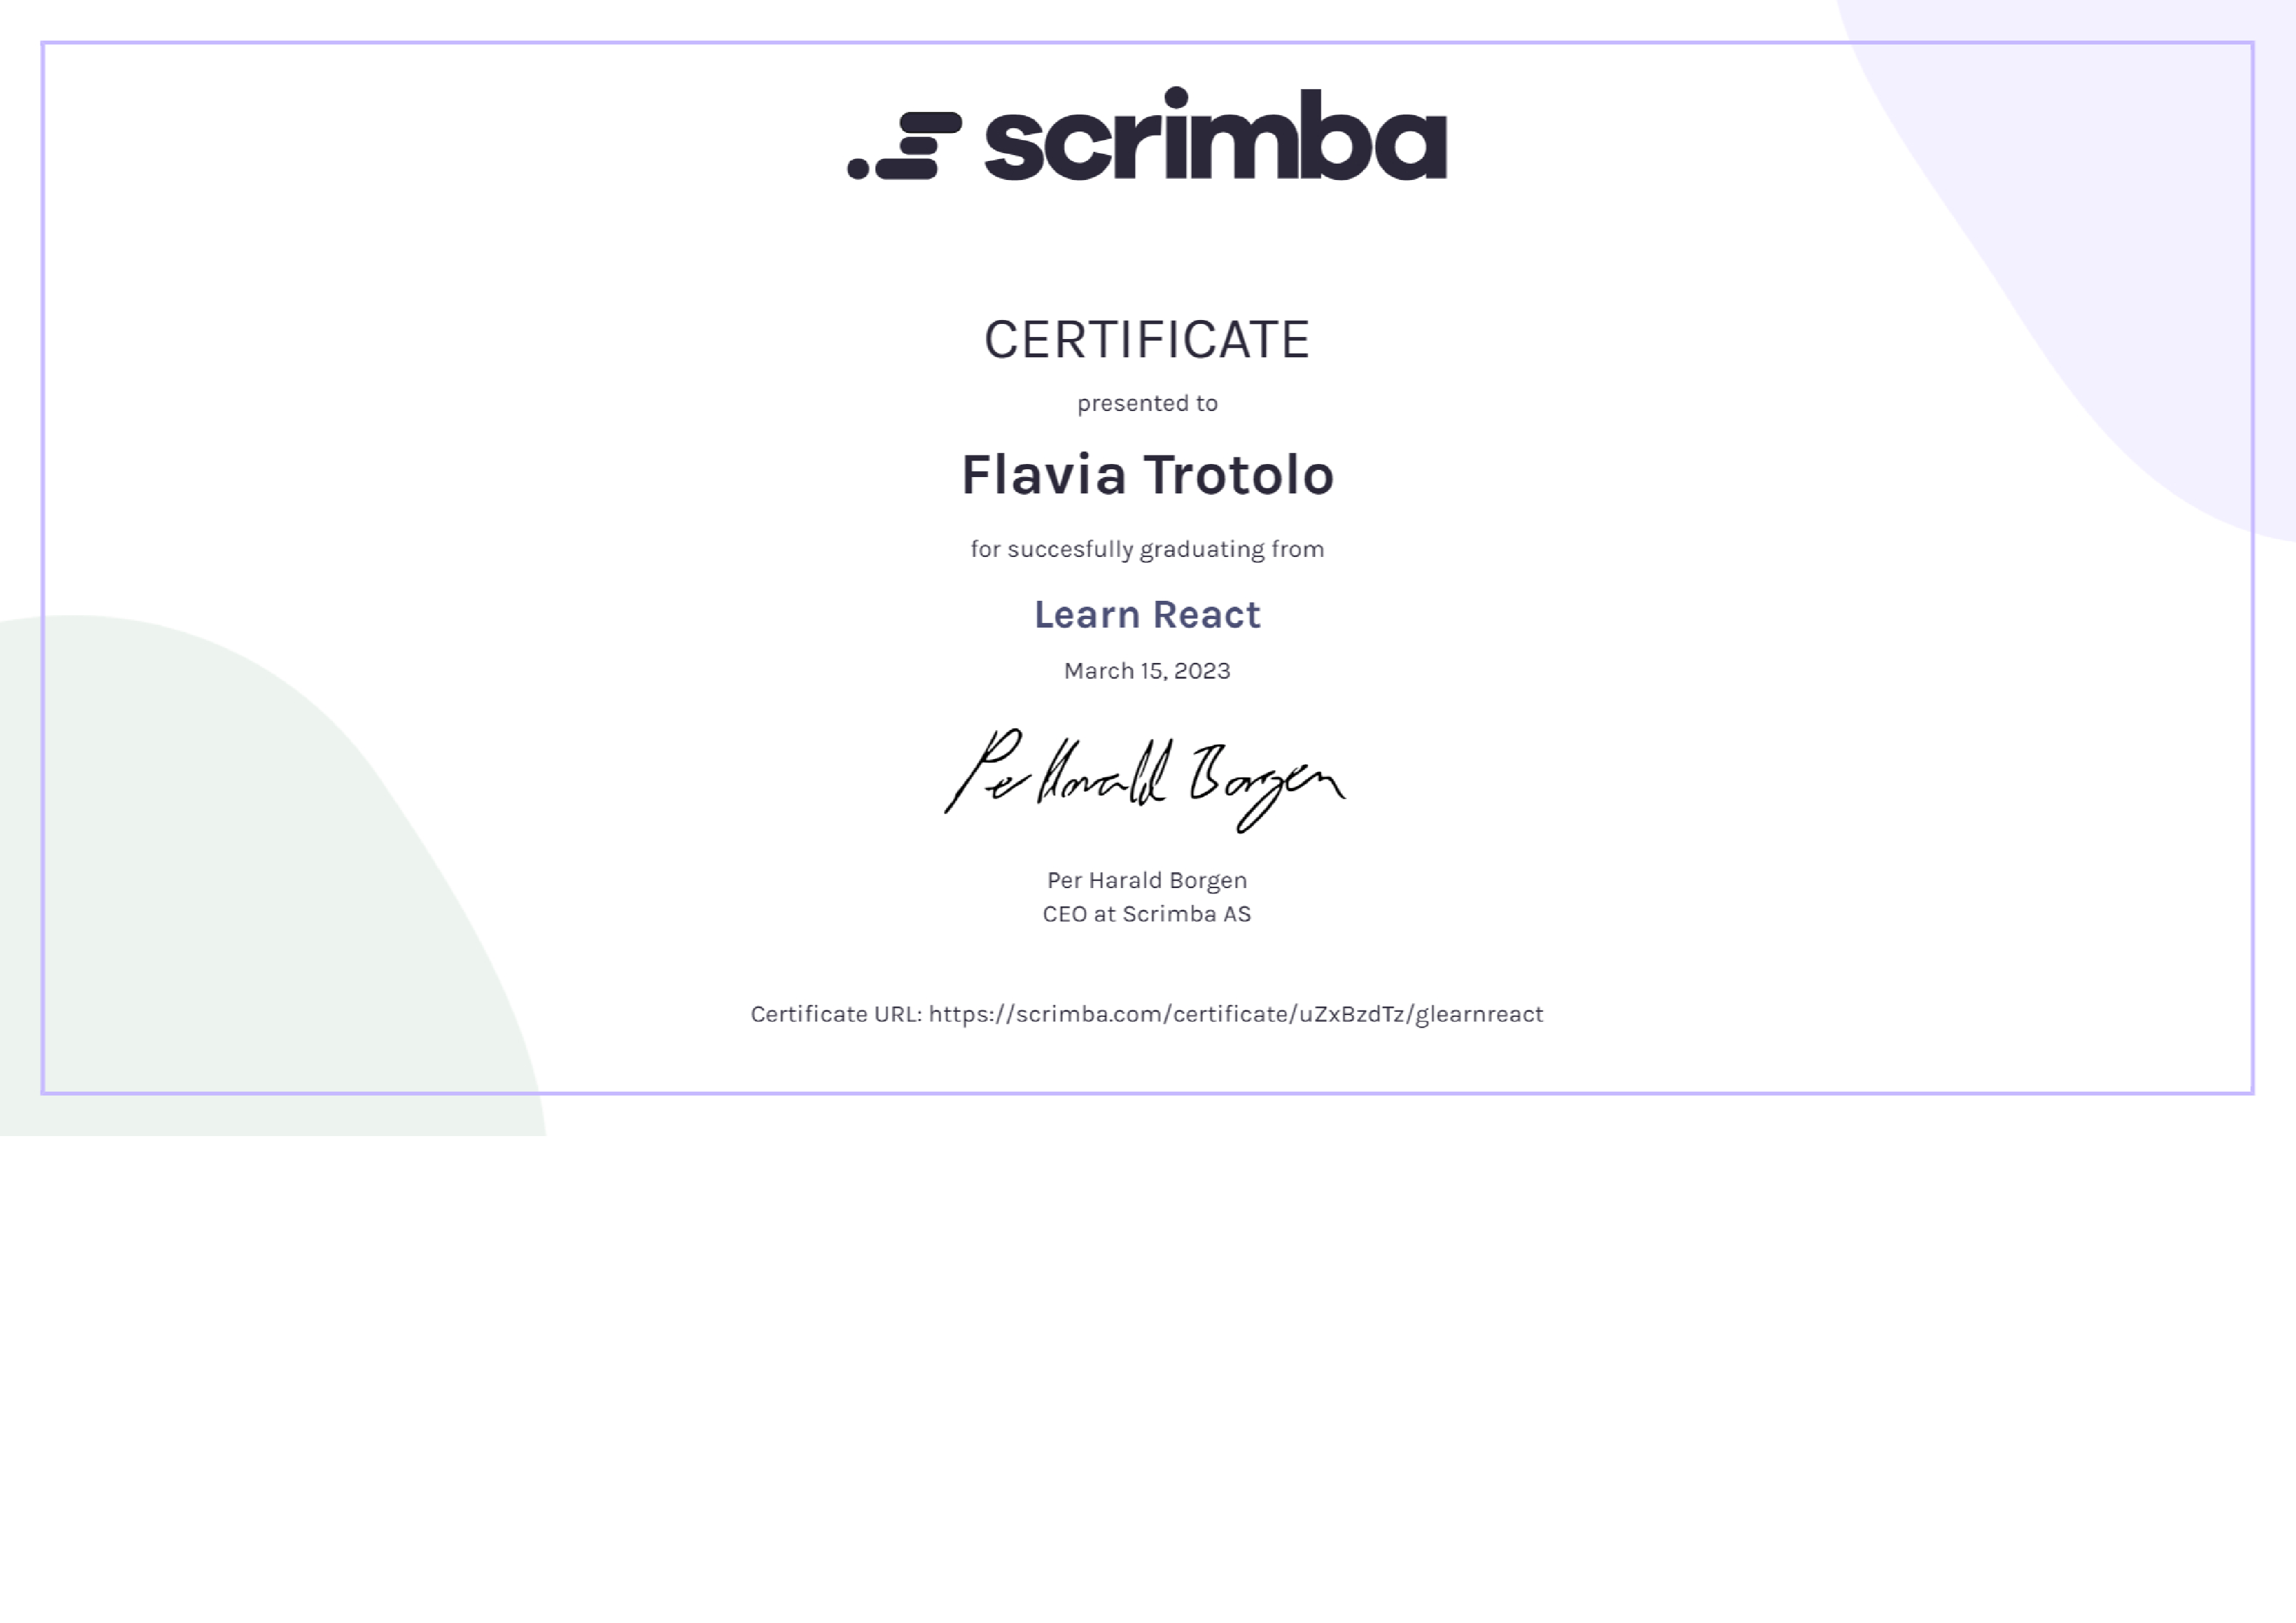 scrimba
CERTIFICATE
presented to
Flavia Trotolo
for succesfully graduating from
Learn React
March 15, 2023
Per Harald Borgen
Per Harald Borgen
CEO at Scrimba AS
Certificate URL: https://scrimba.com/certificate/uZxBzdTz/glearnreact